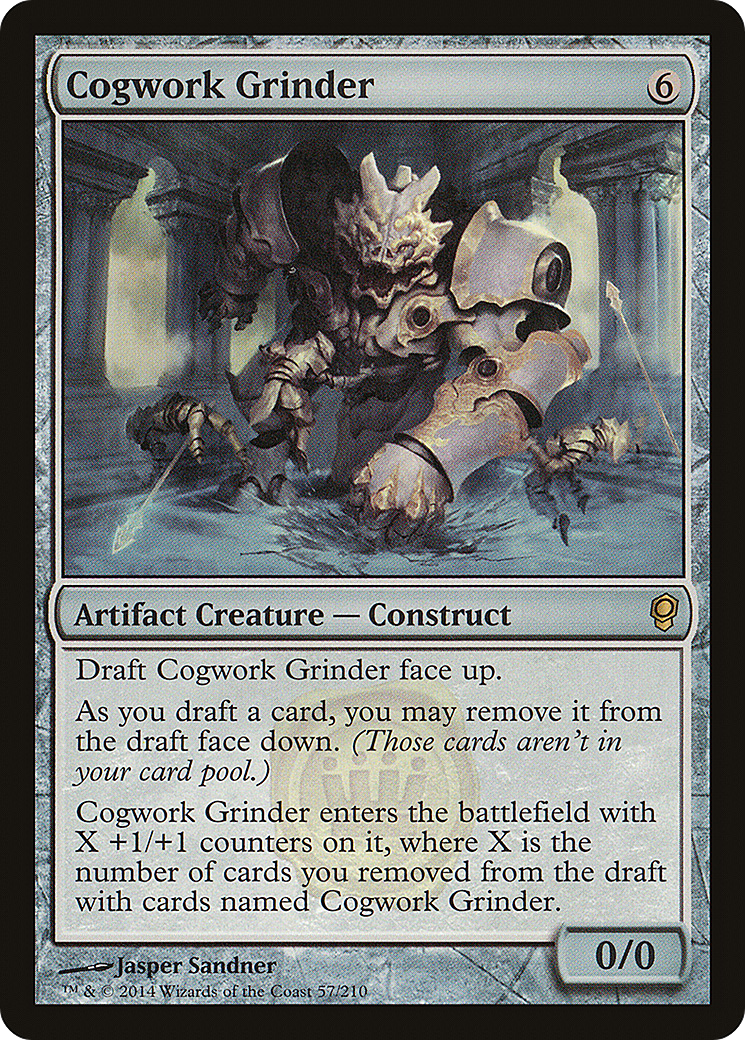 Cogwork Grinder
6
Artifact Creature — Construct
Draft Cogwork Grinder face up.
As you draft a card, you may remove it from
the draft face down. (Those cards aren't in
your card pool.)
Cogwork Grinder enters the battlefield with
X +1/+1 counters on it, where X is the
number of cards you removed from the draft
with cards named Cogwork Grinder.
0/0
Jasper Sandner
™ & © 2014 Wizards of the Coast 57/210